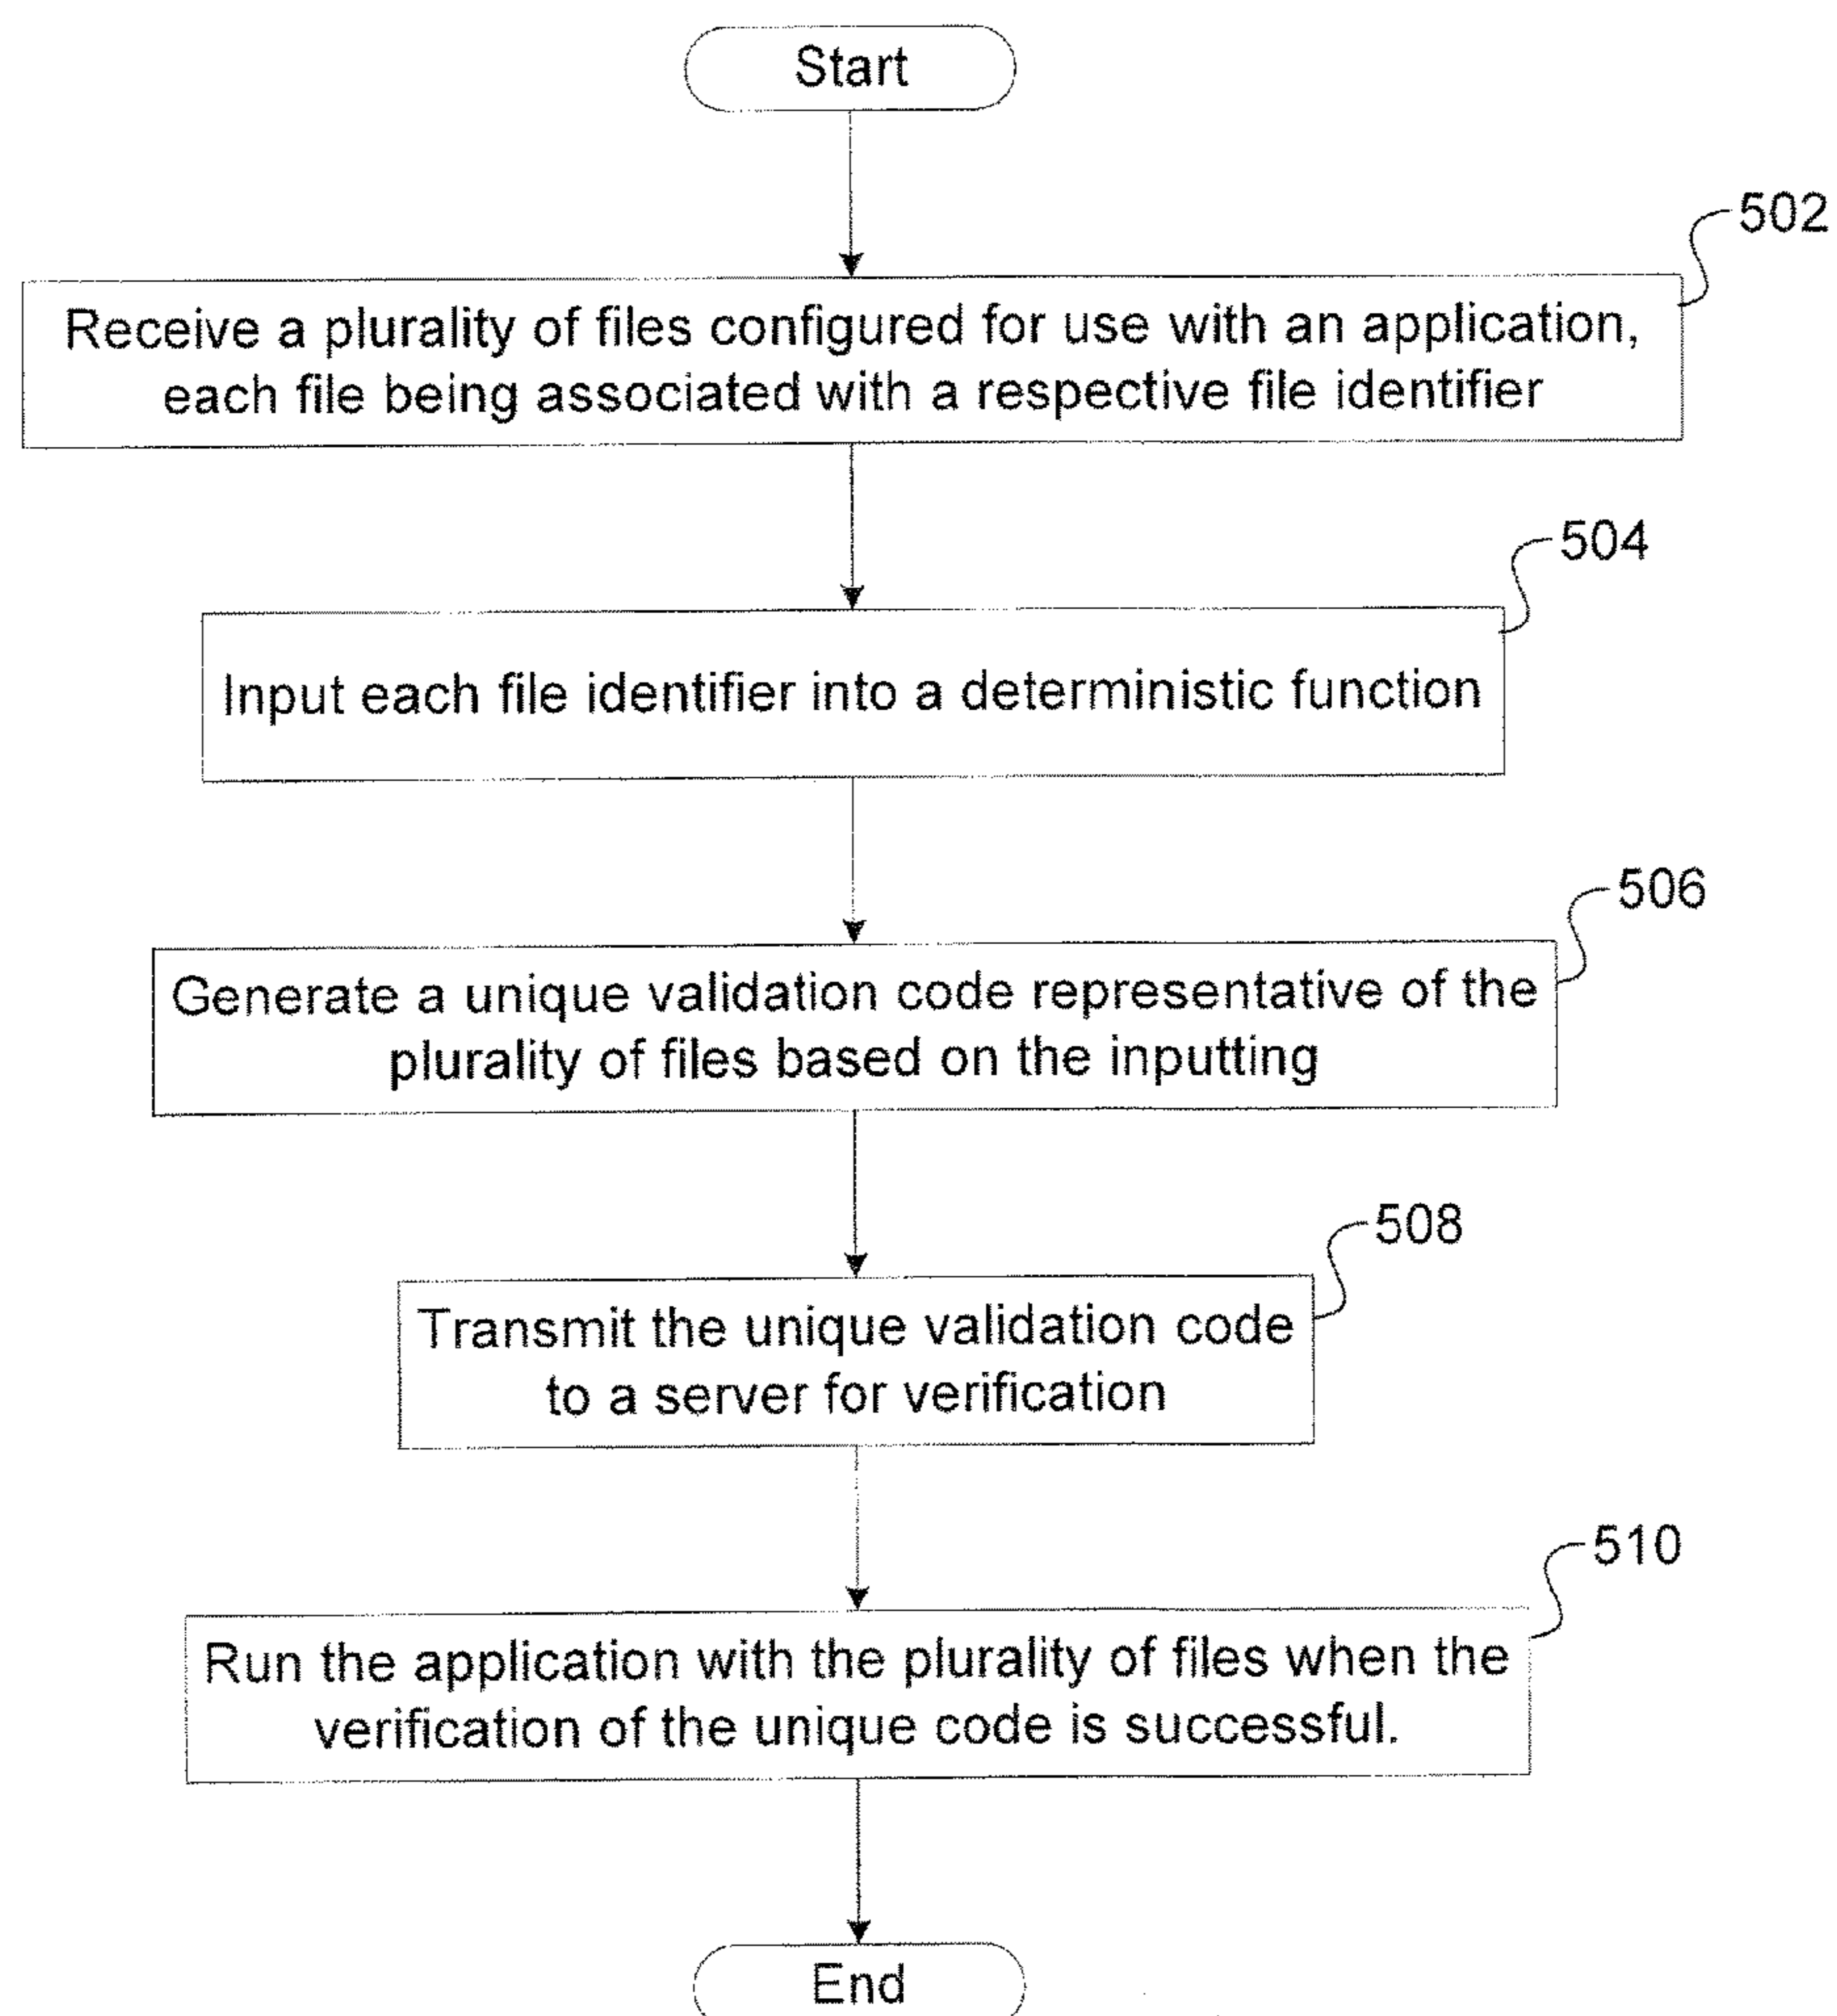 Start
502
Receive a plurality of files configured for use with an application,
each file being associated with a respective file identifier
504
Input each file identifier into a deterministic function
506
Generate a unique validation code representative of the
plurality of files based on the inputting
508
Transmit the unique validation code
to a server for verification
510
Run the application with the plurality of files when the
verification of the unique code is successful.
End